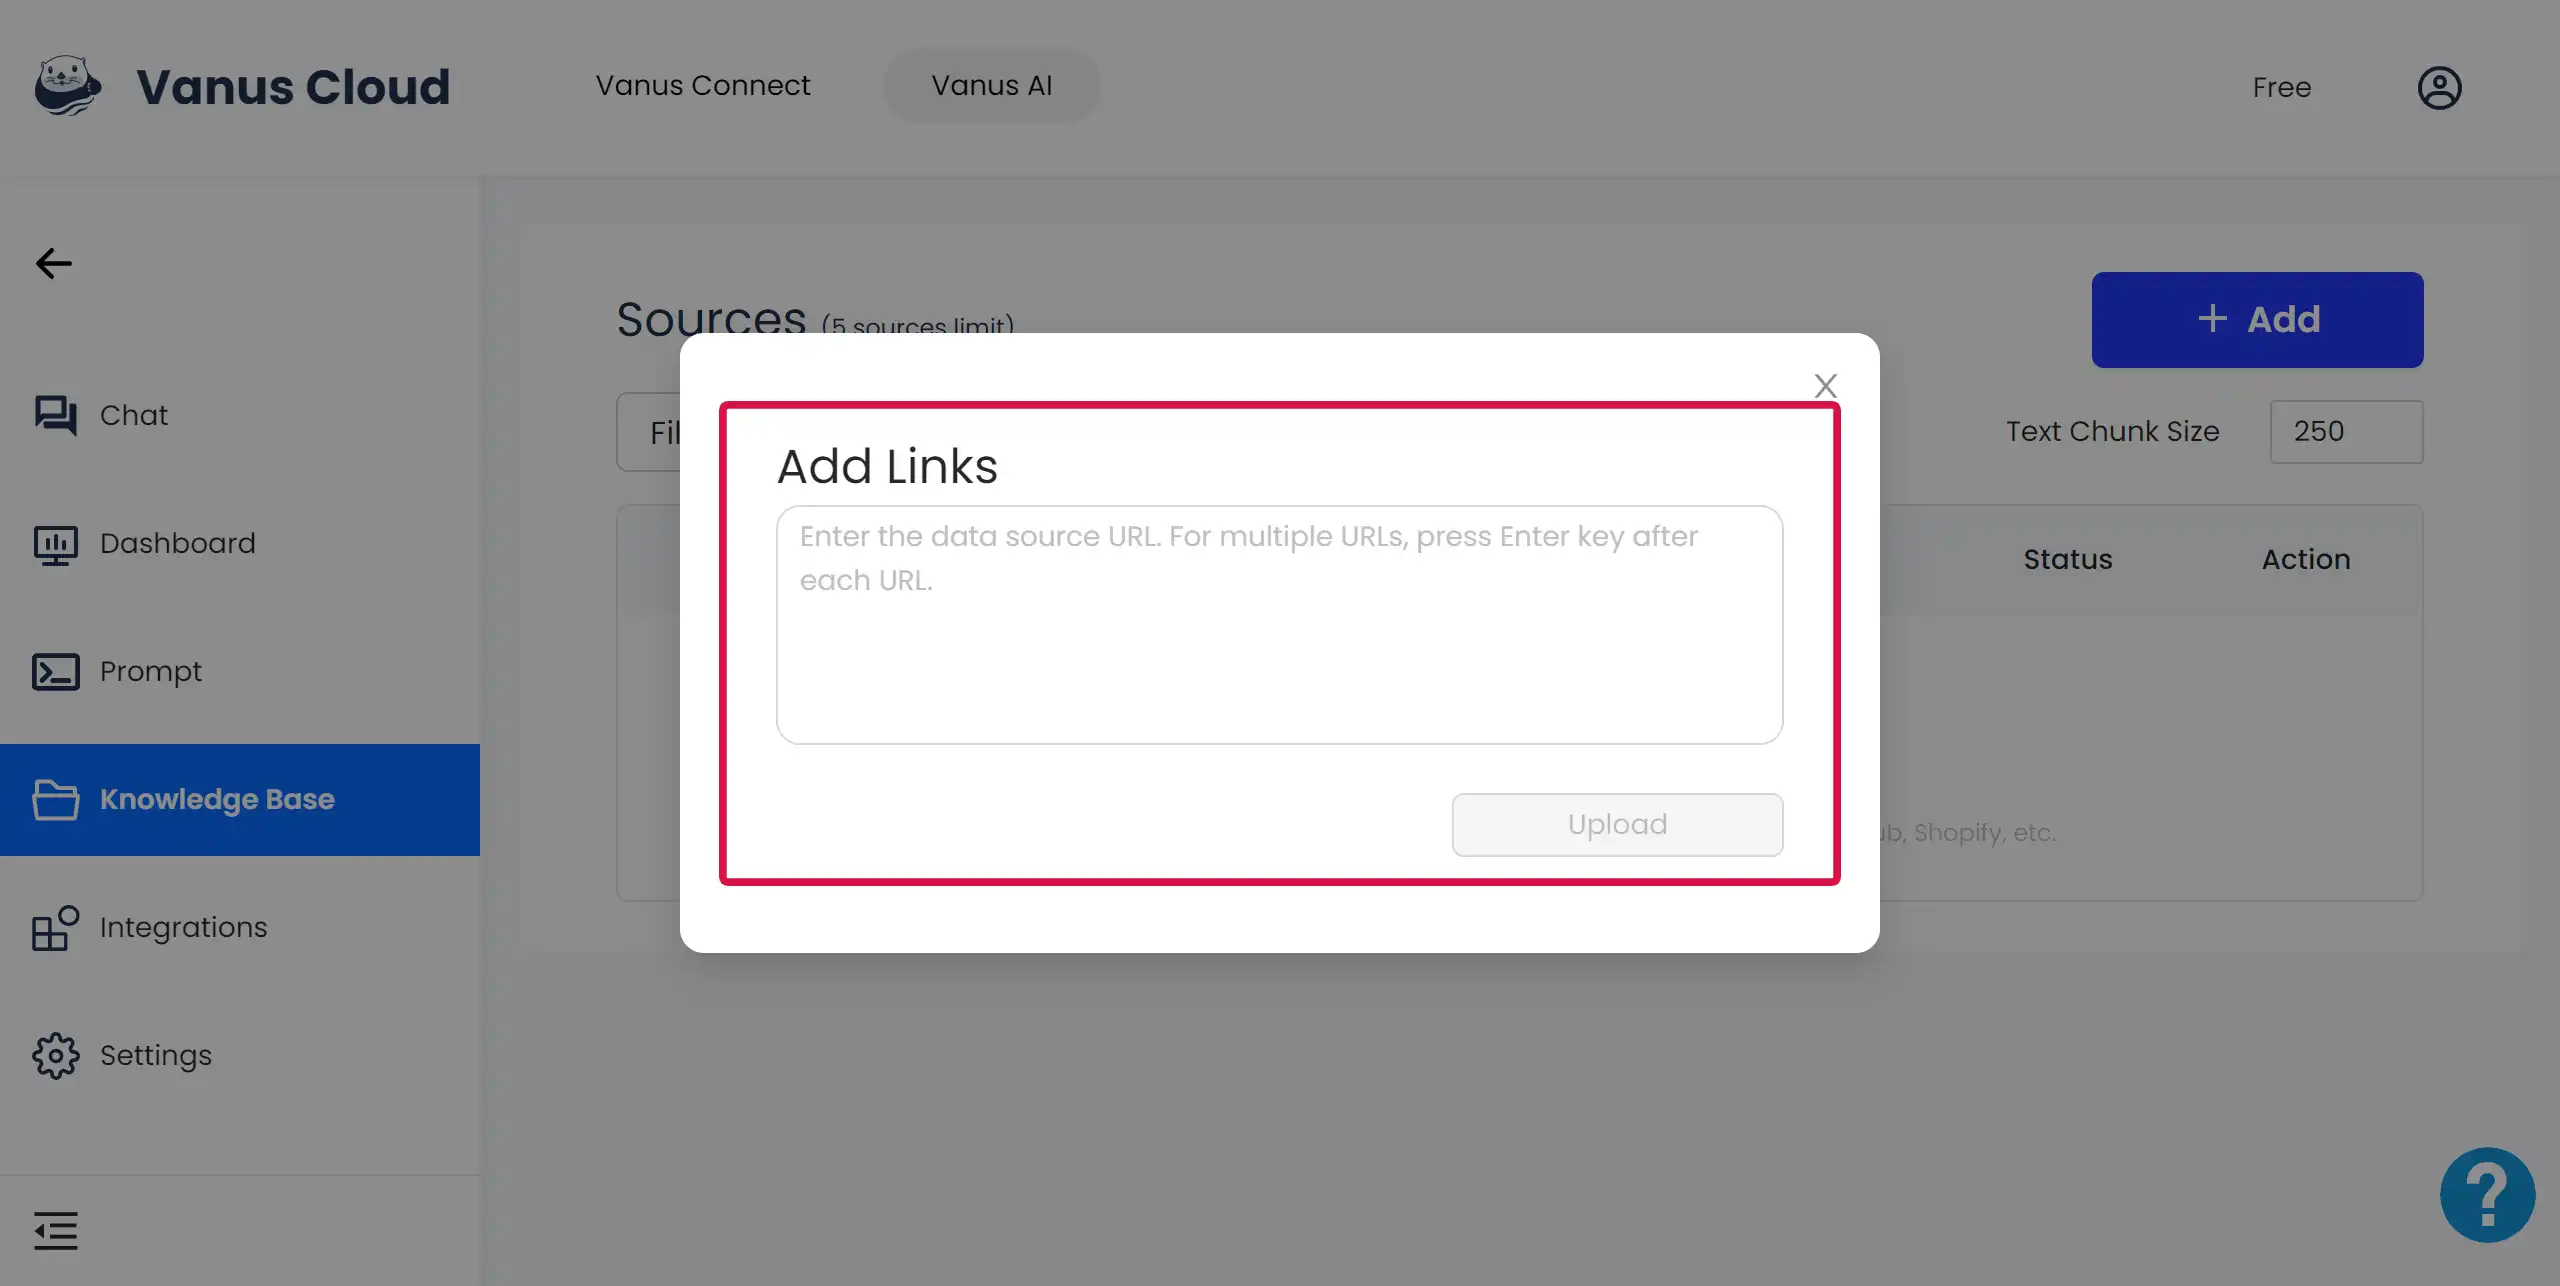 Vanus Cloud
Vanus Connect
Vanus AI
Free
Chat
Dashboard
Prompt
Knowledge Base
Integrations
Settings
Sources (5 sources limit)
+ Add
Text Chunk Size
250
Status
Action
Shopify, etc.
X
Add Links
Enter the data source URL. For multiple URLs, press Enter key after
each URL.
Upload
?